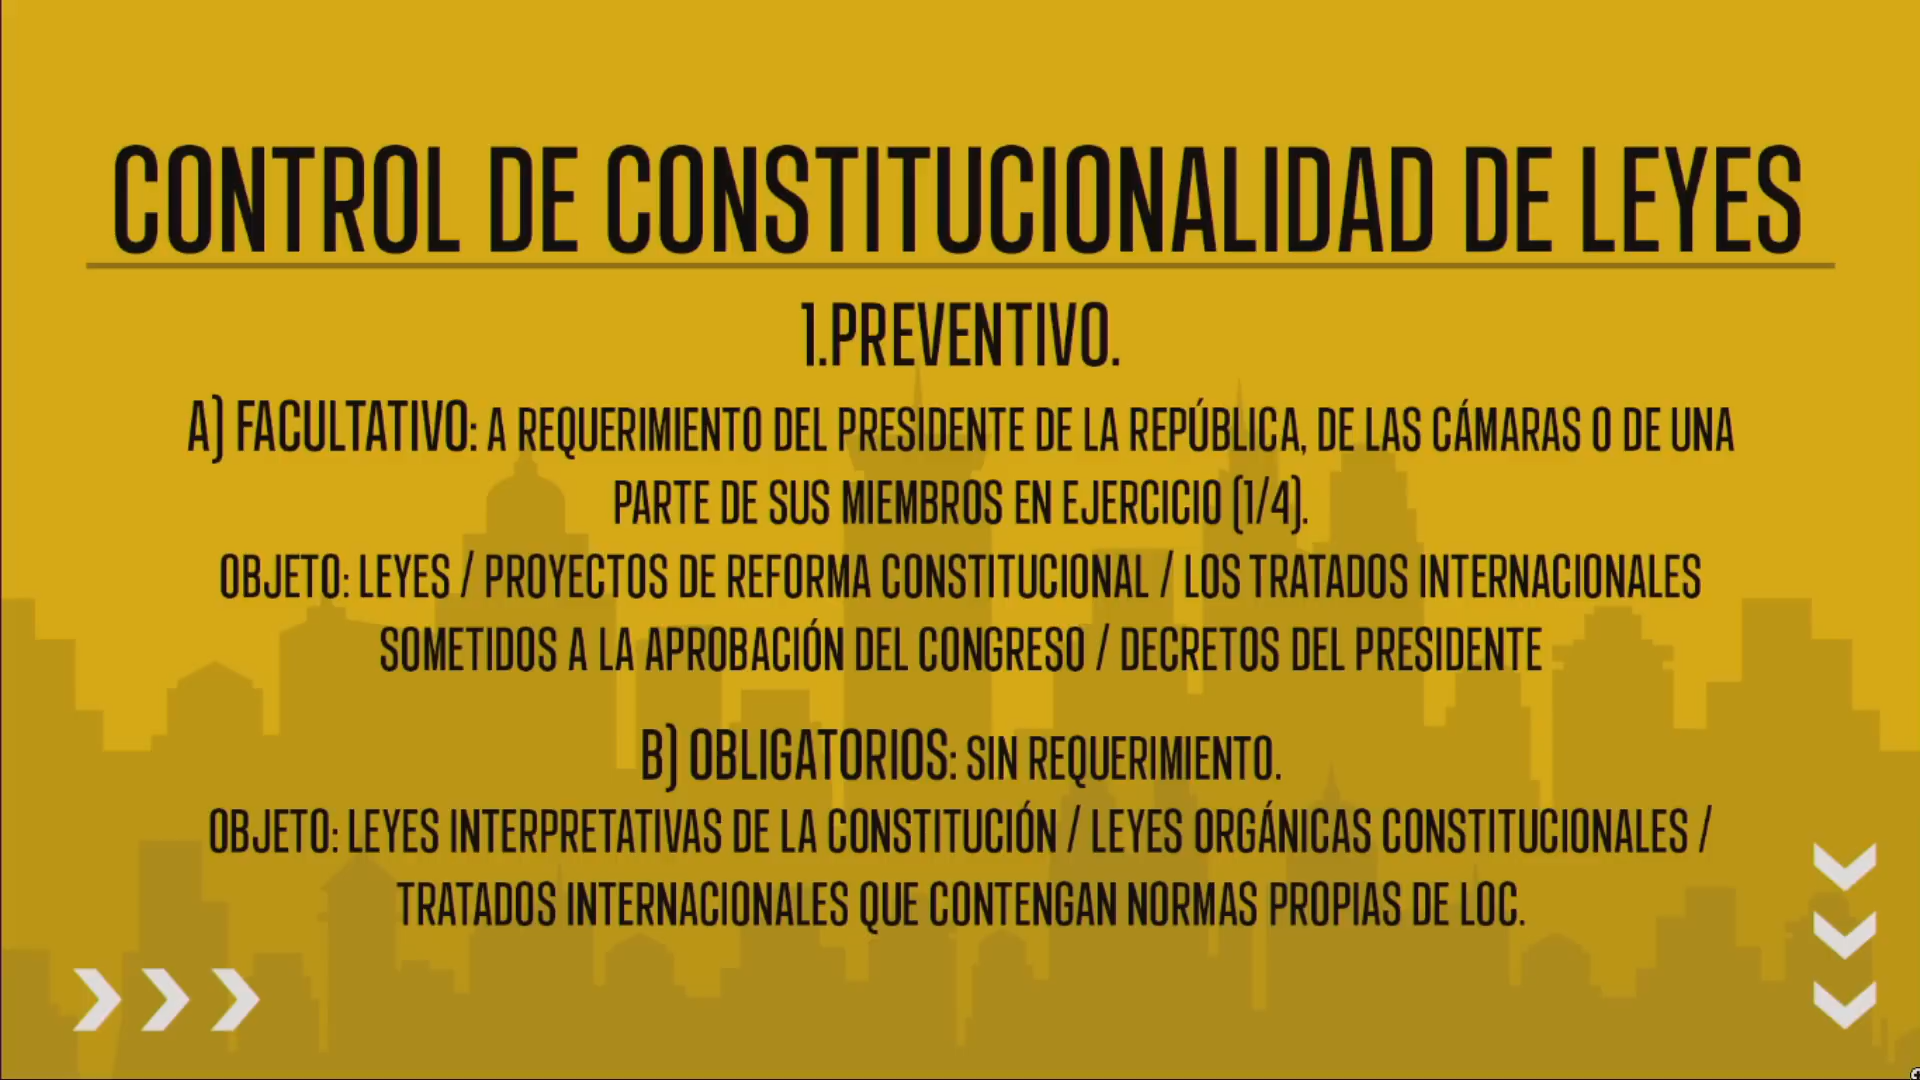 CONTROL DE CONSTITUCIONALIDAD DE LEYES
1.PREVENTIVO.
A) FACULTATIVO: A REQUERIMIENTO DEL PRESIDENTE DE LA REPÚBLICA, DE LAS CÁMARAS O DE UNA
PARTE DE SUS MIEMBROS EN EJERCICIO (1/4).
OBJETO: LEYES / PROYECTOS DE REFORMA CONSTITUCIONAL / LOS TRATADOS INTERNACIONALES
SOMETIDOS A LA APROBACIÓN DEL CONGRESO / DECRETOS DEL PRESIDENTE
B) OBLIGATORIOS: SIN REQUERIMIENTO.
OBJETO: LEYES INTERPRETATIVAS DE LA CONSTITUCIÓN / LEYES ORGÁNICAS CONSTITUCIONALES /
TRATADOS INTERNACIONALES QUE CONTENGAN NORMAS PROPIAS DE LOC.